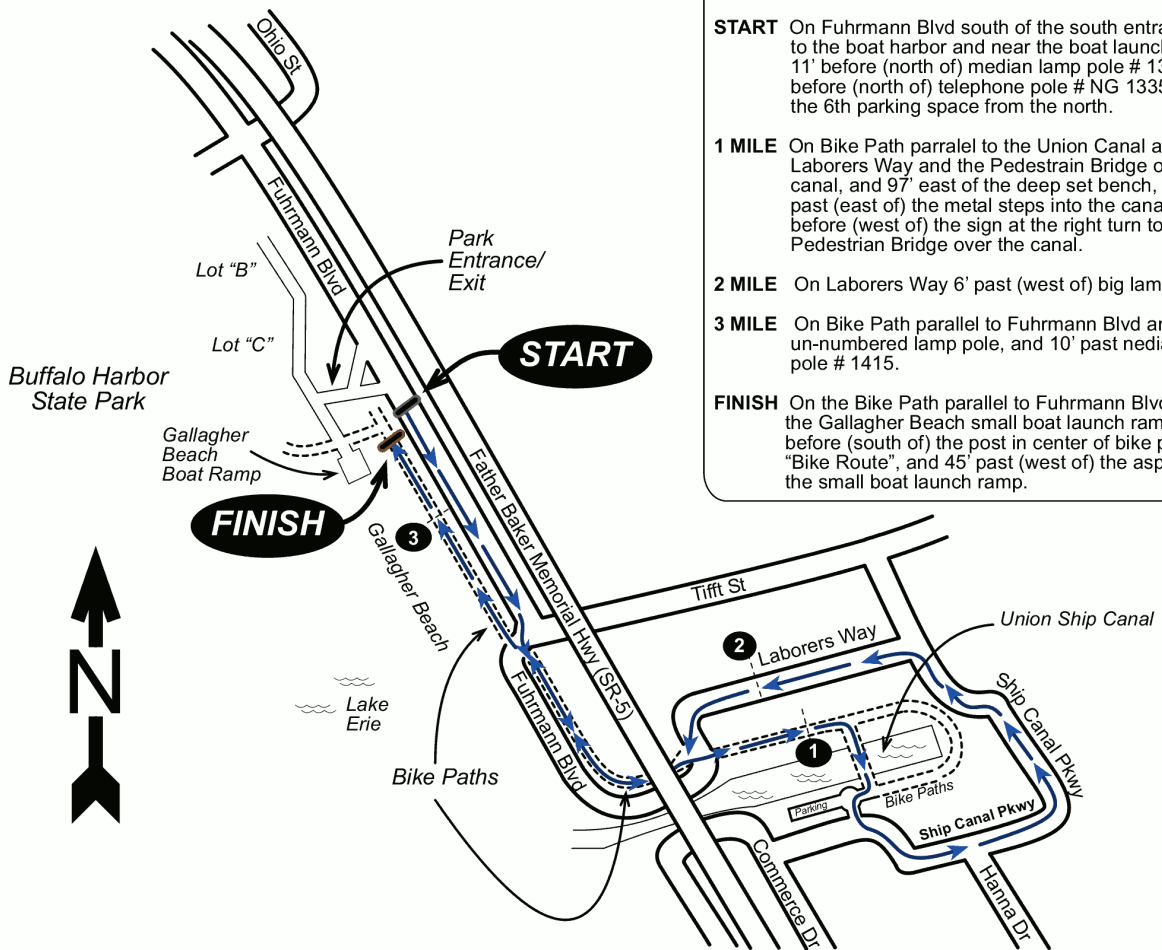 START On Fuhrmann Blvd south of the south entra
to the boat harbor and near the boat launch
11' before (north of) median lamp pole # 13
before (north of) telephone pole # NG 1335
the 6th parking space from the north.
1 MILE On Bike Path parralel to the Union Canal a
Laborers Way and the Pedestrain Bridge o
canal, and 97' east of the deep set bench,
past (east of) the metal steps into the cana
before (west of) the sign at the right turn to
Pedestrian Bridge over the canal.
2 MILE On Laborers Way 6' past (west of) big lam
3 MILE On Bike Path parallel to Fuhrmann Blvd an
un-numbered lamp pole, and 10' past nedia
pole # 1415.
FINISH On the Bike Path parallel to Fuhrmann Blvd
the Gallagher Beach small boat launch ram
before (south of) the post in center of bike p
“Bike Route”, and 45' past (west of) the asp
the small boat launch ramp.
Ohio St
Fuhrmann Blvd
Park
Entrance/
Exit
Lot “B”
Lot “C”
START
Buffalo Harbor
State Park
Gallagher
Beach
Boat Ramp
FINISH
3
Gallagher Beach
Father Baker Memorial Hwy (SR-5)
Tifft St
Union Ship Canal
2
Laborers Way
N
Lake
Erie
Fuhrmann Blvd
Ship Canal Pkwy
1
Bike Paths
Bike Paths
Parking
Ship Canal Pkwy
Commerce Dr
Hanna Dr